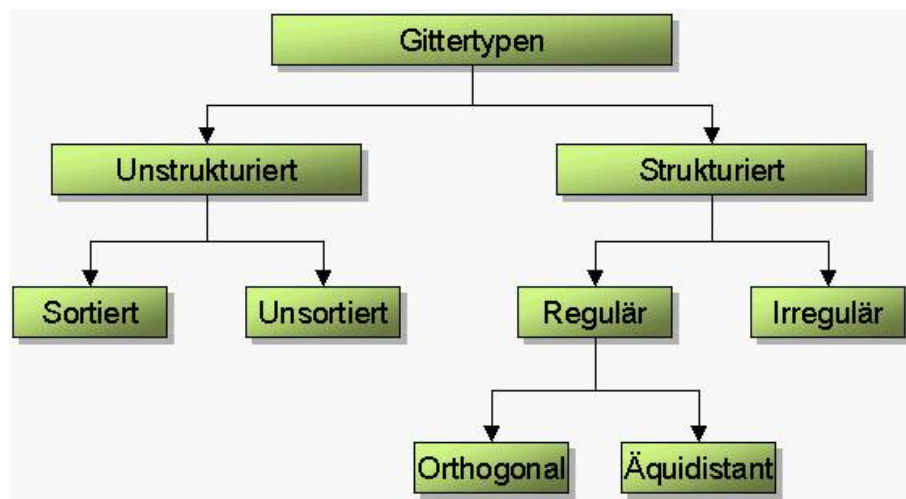 Gittertypen
Unstrukturiert
Strukturiert
Sortiert
Unsortiert
Regulär
Irregulär
Orthogonal
Äquidistant